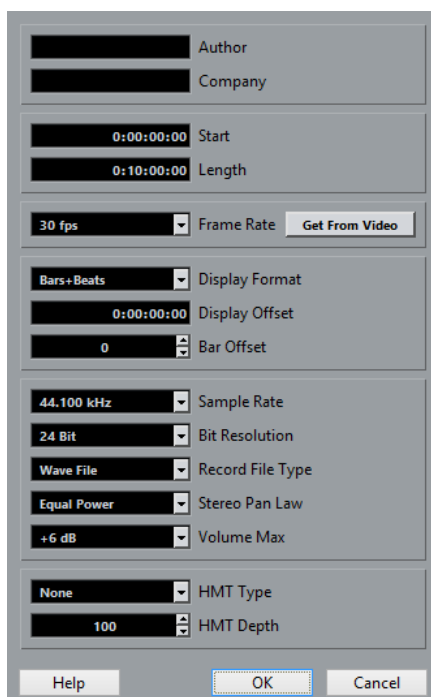 Author
Company
0:00:00:00 Start
0:10:00:00 Length
30 fps Frame Rate Get From Video
Bars+Beats Display Format
0:00:00:00 Display Offset
0 Bar Offset
44.100 kHz Sample Rate
24 Bit Bit Resolution
Wave File Record File Type
Equal Power Stereo Pan Law
+6 dB Volume Max
None HMT Type
100 HMT Depth
Help OK Cancel